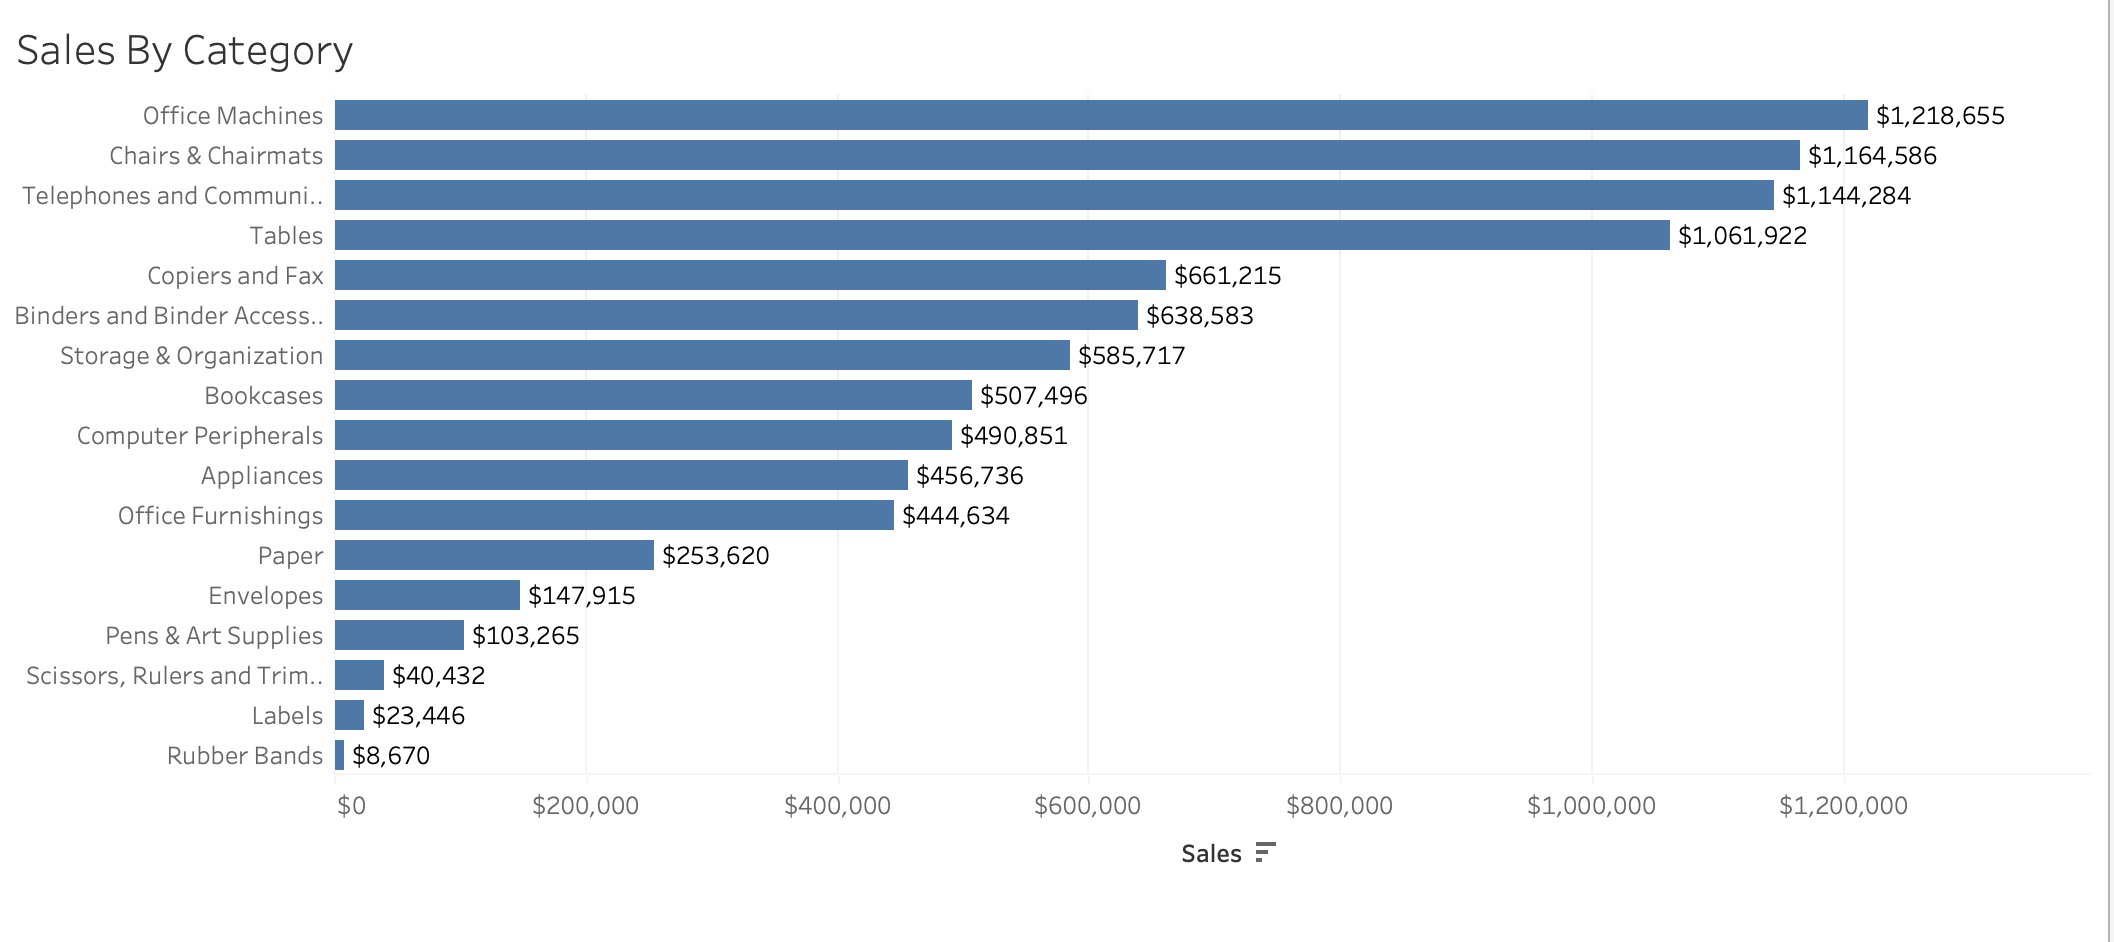 Sales By Category
Office Machines $1,218,655
Chairs & Chairmats $1,164,586
Telephones and Communi.. $1,144,284
Tables $1,061,922
Copiers and Fax $661,215
Binders and Binder Access.. $638,583
Storage & Organization $585,717
Bookcases $507,496
Computer Peripherals $490,851
Appliances $456,736
Office Furnishings $444,634
Paper $253,620
Envelopes $147,915
Pens & Art Supplies $103,265
Scissors, Rulers and Trim.. $40,432
Labels $23,446
Rubber Bands $8,670
$0 $200,000 $400,000 $600,000 $800,000 $1,000,000 $1,200,000
Sales